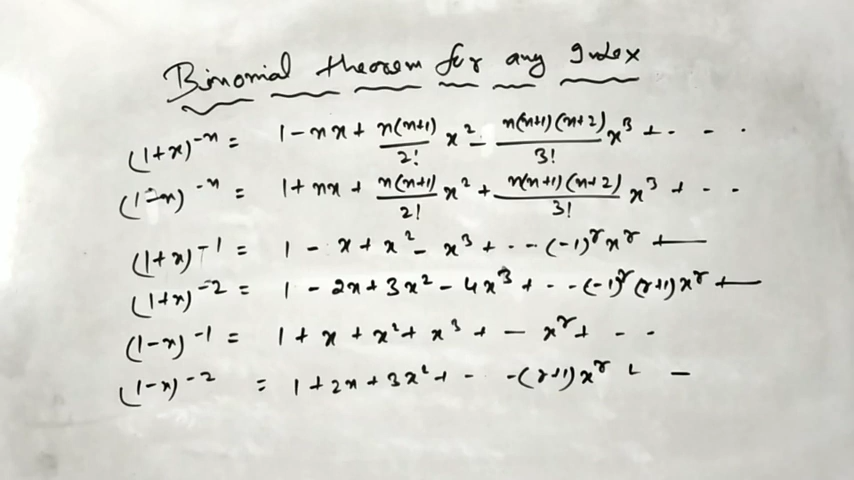 Binomial theorem for any Index
(1+x)^-n = 1 - nx + n(n+1)/2! x^2 - n(n+1)(n+2)/3! x^3 + - - -
(1-x)^-n = 1 + nx + n(n+1)/2! x^2 + n(n+1)(n+2)/3! x^3 + - -
(1+x)^-1 = 1 - x + x^2 - x^3 + - - (-1)^r x^r + —
(1+x)^-2 = 1 - 2x + 3x^2 - 4x^3 + - - (-1)^r (r+1) x^r + —
(1-x)^-1 = 1 + x + x^2 + x^3 + - x^r + - -
(1-x)^-2 = 1 + 2x + 3x^2 + - - - (r+1) x^r + —